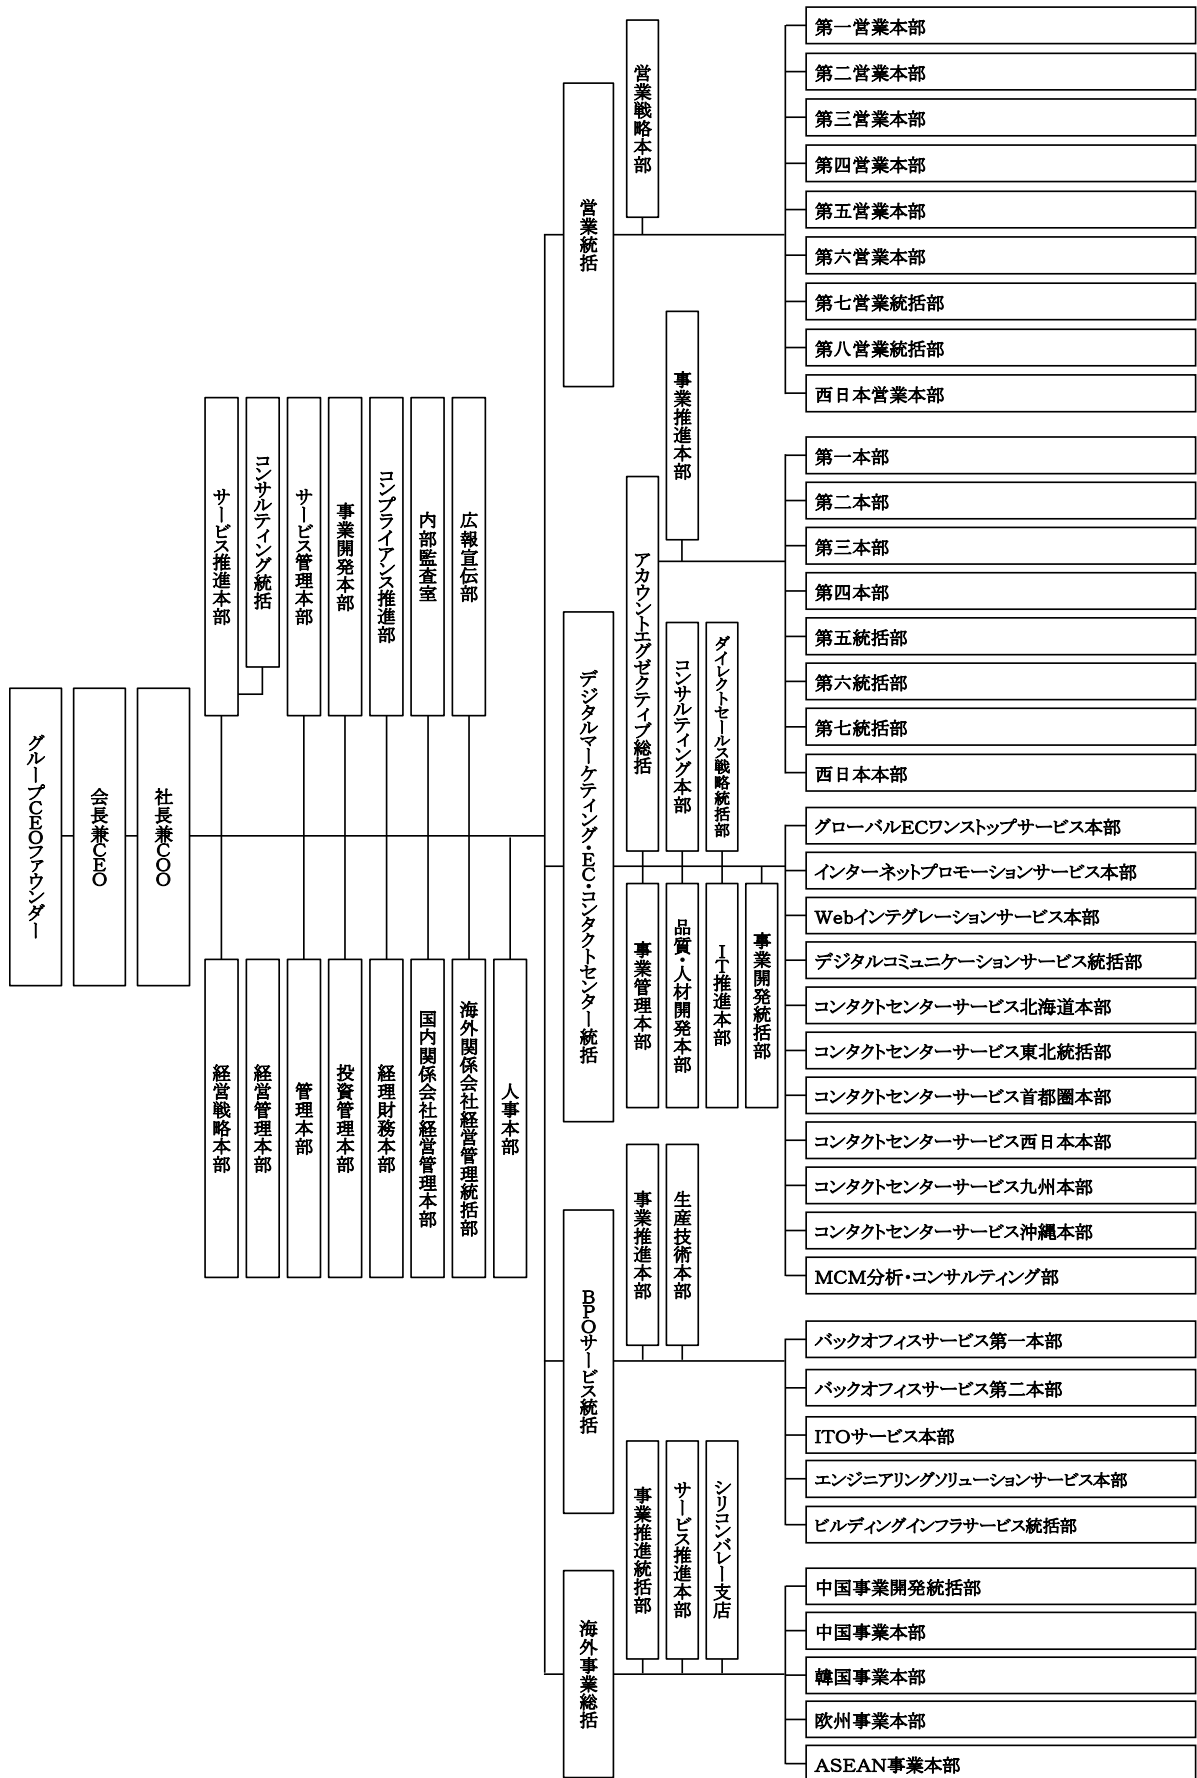 グループCEOファウンダー
会長兼CEO
社長兼COO
サービス推進本部
コンサルティング統括
サービス管理本部
事業開発本部
コンプライアンス推進部
内部監査室
広報宣伝部
経営戦略本部
経営管理本部
管理本部
投資管理本部
経理財務本部
国内関係会社経営管理本部
海外関係会社経営管理統括部
人事本部
営業統括
営業戦略本部
第一営業本部
第二営業本部
第三営業本部
第四営業本部
第五営業本部
第六営業本部
第七営業統括部
第八営業統括部
西日本営業本部
デジタルマーケティング・EC・コンタクトセンター統括
アカウントエグゼクティブ総括
事業推進本部
第一本部
第二本部
第三本部
第四本部
第五統括部
第六統括部
第七統括部
西日本本部
コンサルティング本部
ダイレクトセールス戦略統括部
事業管理本部
品質・人材開発本部
IT推進本部
事業開発統括部
グローバルECワンストップサービス本部
インターネットプロモーションサービス本部
Webインテグレーションサービス本部
デジタルコミュニケーションサービス統括部
コンタクトセンターサービス北海道本部
コンタクトセンターサービス東北統括部
コンタクトセンターサービス首都圏本部
コンタクトセンターサービス西日本本部
コンタクトセンターサービス九州本部
コンタクトセンターサービス沖縄本部
MCM分析・コンサルティング部
BPOサービス統括
事業推進本部
生産技術本部
バックオフィスサービス第一本部
バックオフィスサービス第二本部
ITOサービス本部
エンジニアリングソリューションサービス本部
ビルディングインフラサービス統括部
海外事業総括
事業推進統括部
サービス推進本部
シリコンバレー支店
中国事業開発統括部
中国事業本部
韓国事業本部
欧州事業本部
ASEAN事業本部